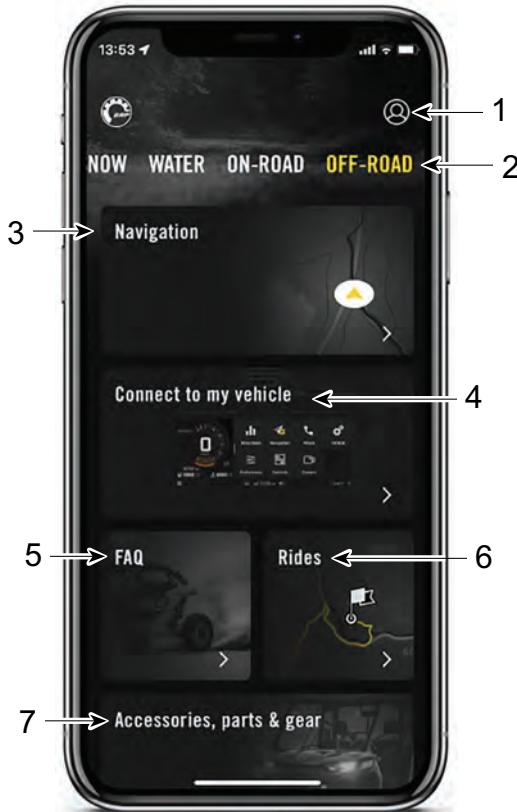 13:53
1
NOW WATER ON-ROAD OFF-ROAD
2
3
Navigation
Connect to my vehicle
4
0
5
FAQ
Rides
6
7
Accessories, parts & gear